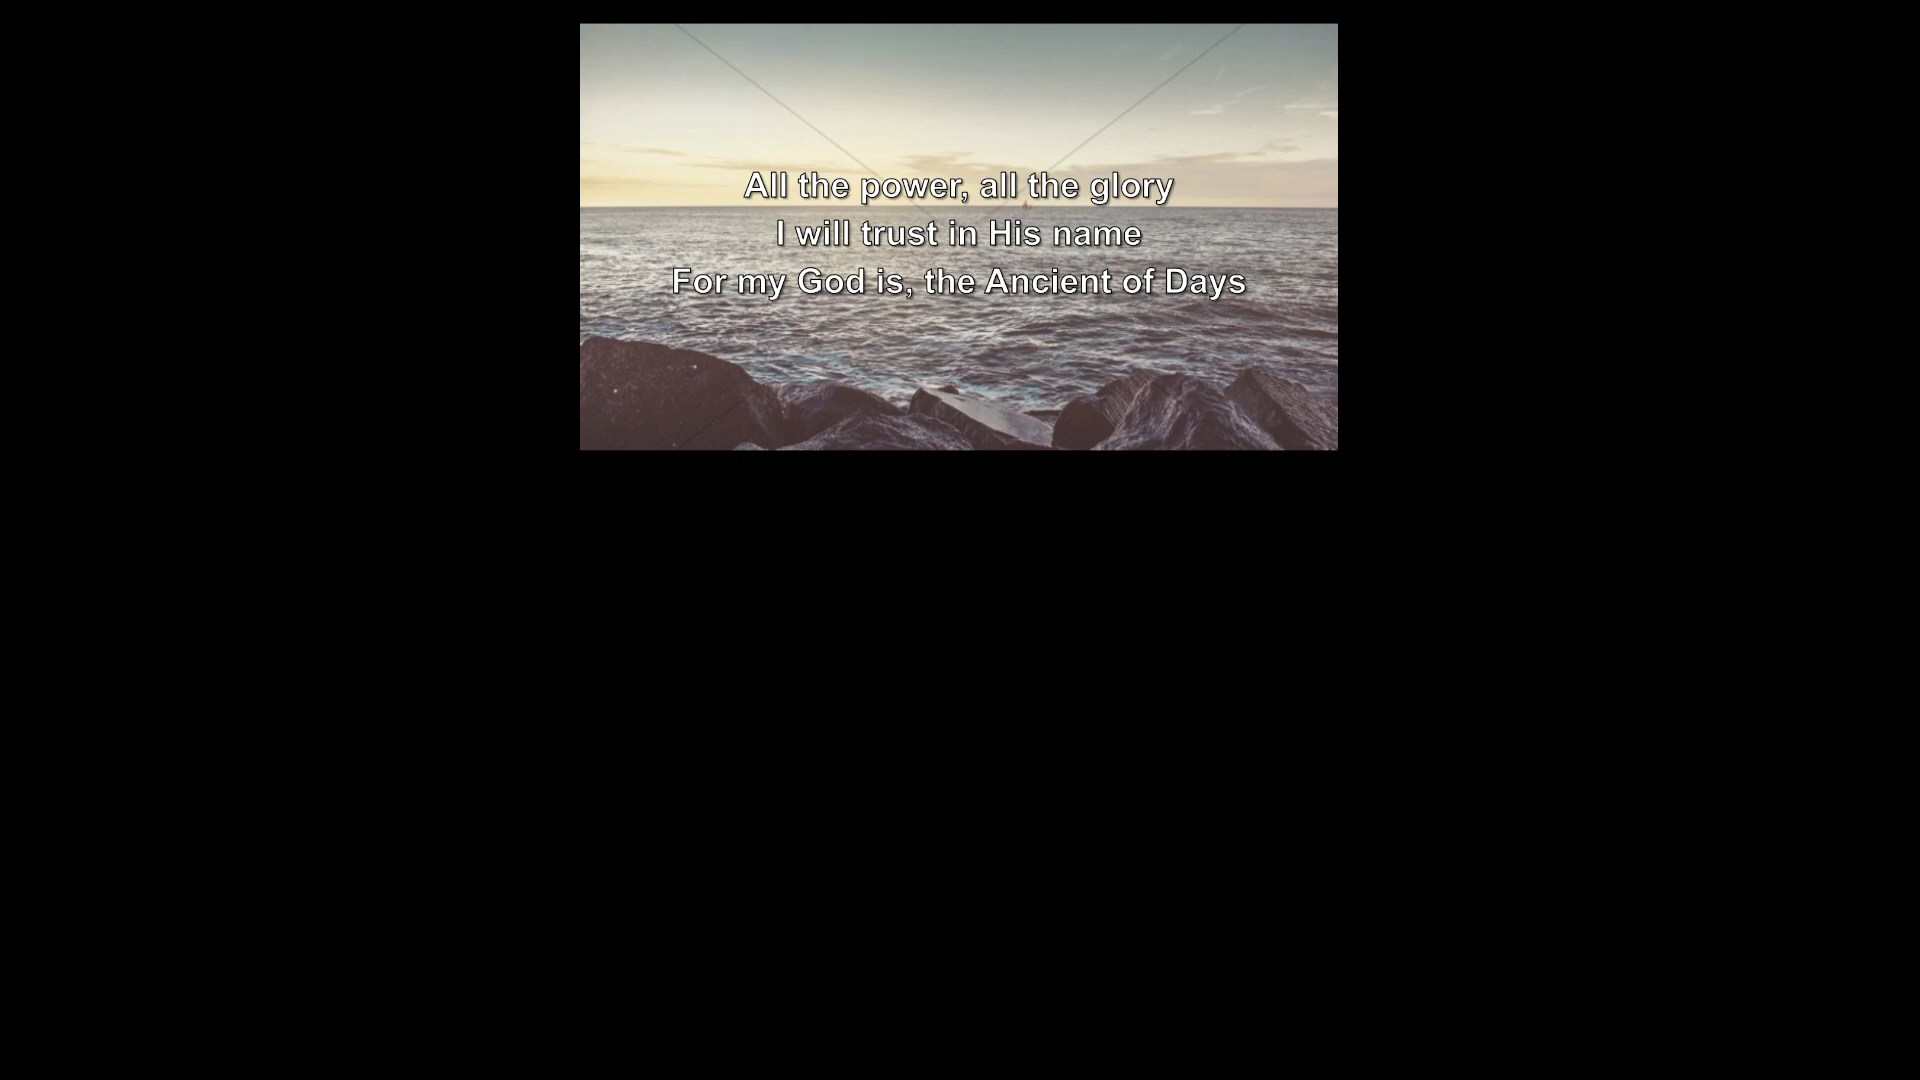 All the power, all the glory
I will trust in His name
For my God is, the Ancient of Days